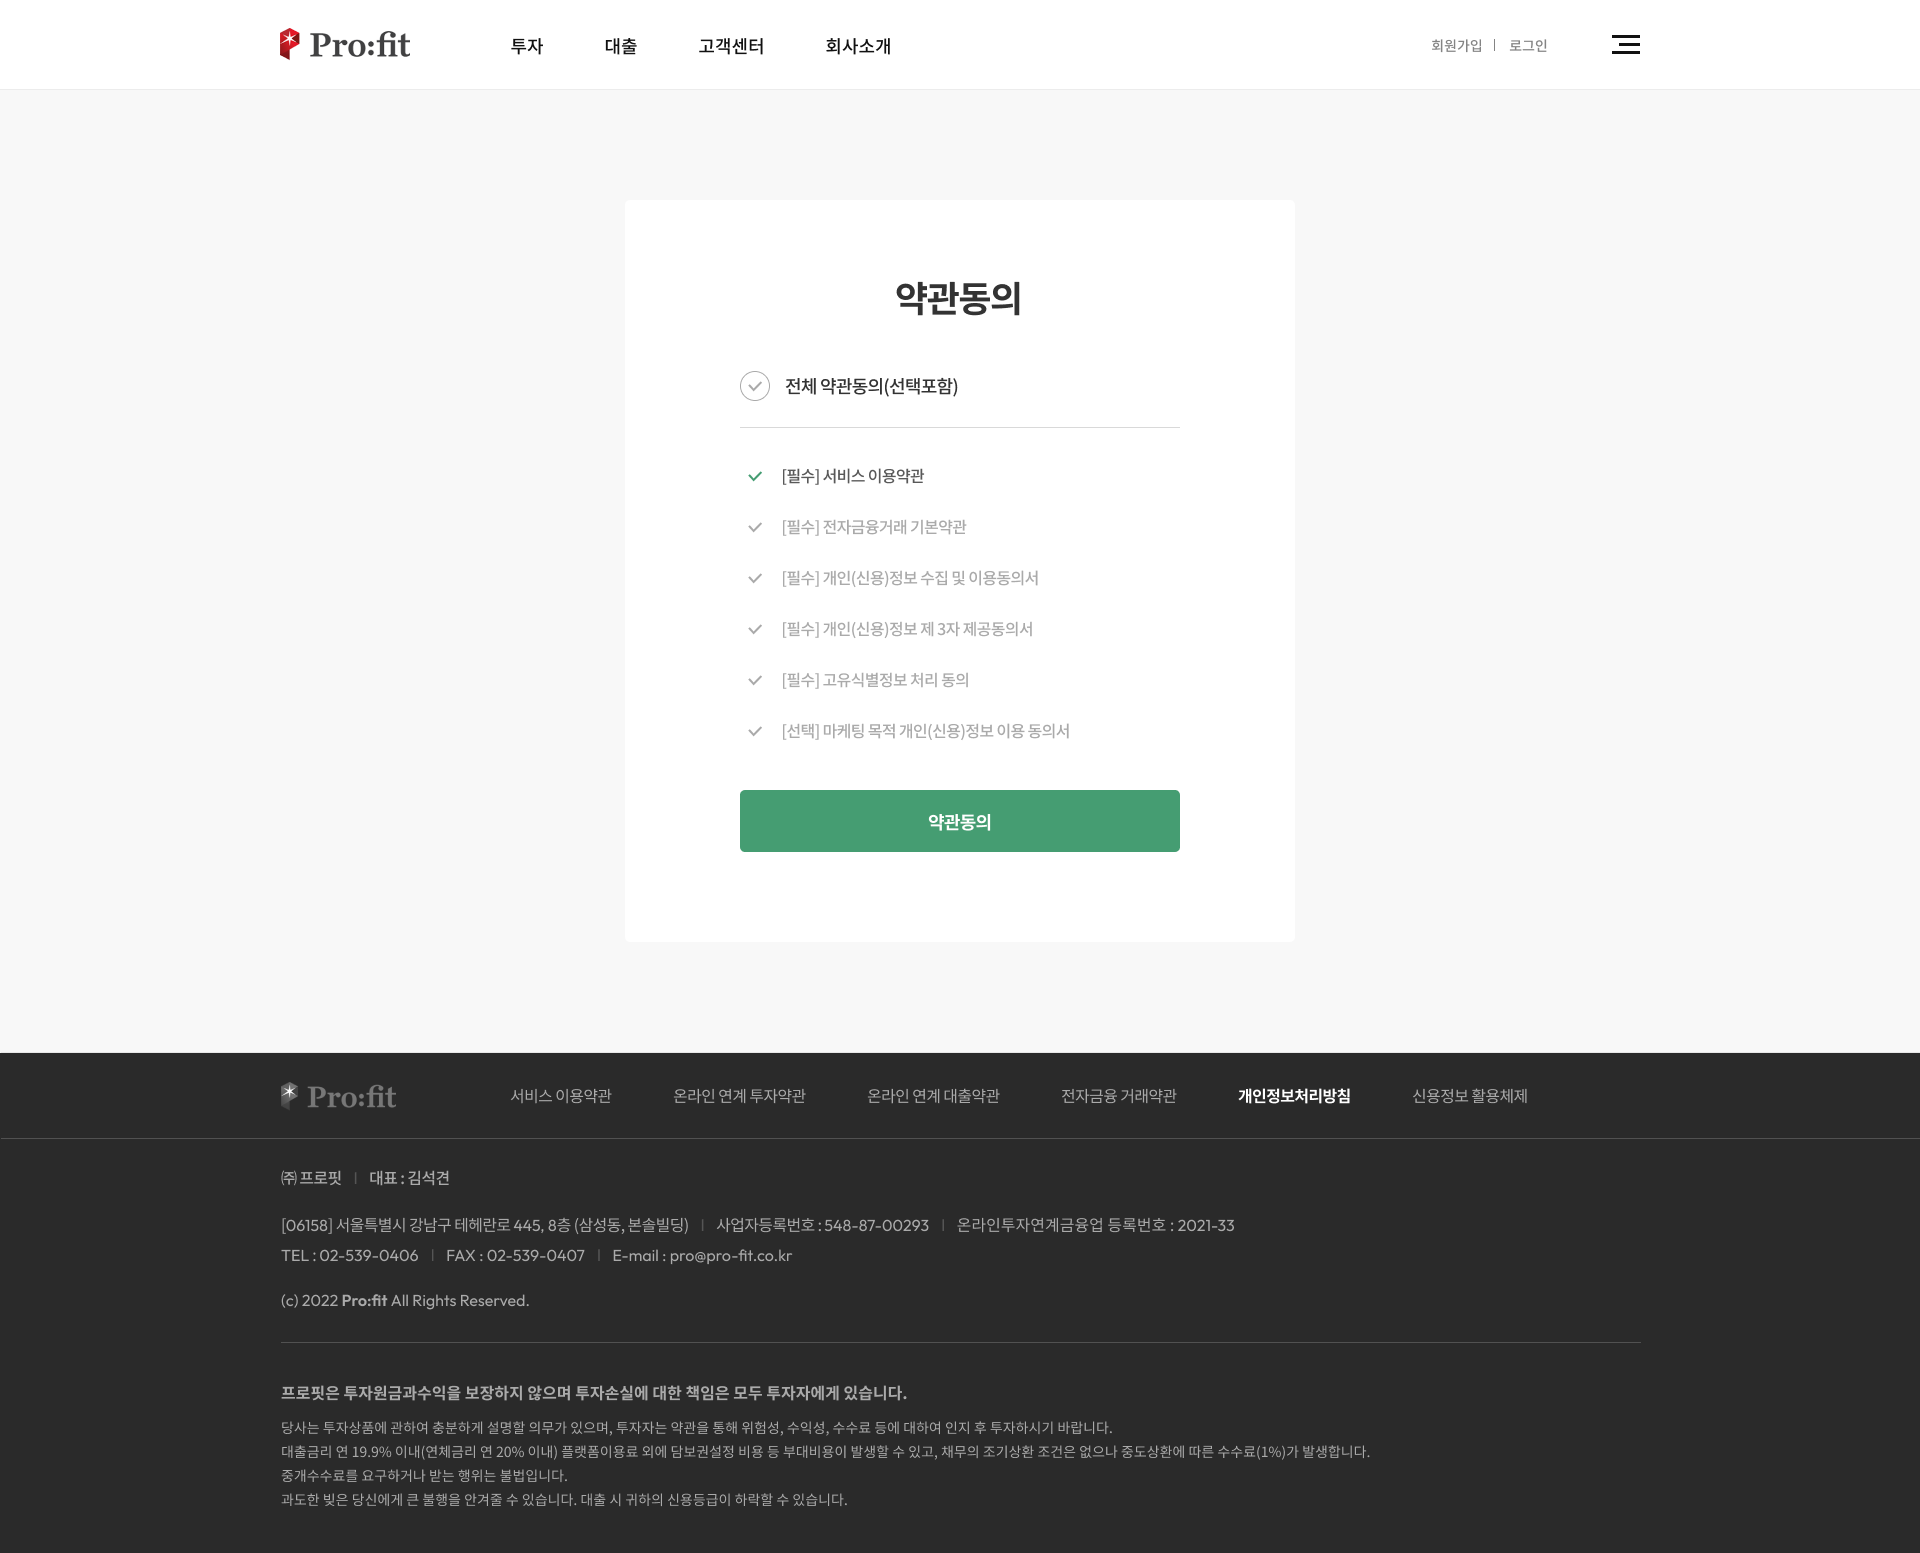 Pro:fit
투자 대출 고객센터 회사소개 회원가입 | 로그인
약관동의
전체 약관동의(선택포함)
[필수] 서비스 이용약관
[필수] 전자금융거래 기본약관
[필수] 개인(신용)정보 수집 및 이용동의서
[필수] 개인(신용)정보 제 3자 제공동의서
[필수] 고유식별정보 처리 동의
[선택] 마케팅 목적 개인(신용)정보 이용 동의서
약관동의
Pro:fit
서비스 이용약관 온라인 연계 투자약관 온라인 연계 대출약관 전자금융 거래약관 개인정보처리방침 신용정보 활용체제
㈜ 프로핏 | 대표 : 김석견
[06158] 서울특별시 강남구 테헤란로 445, 8층 (삼성동, 본솔빌딩) | 사업자등록번호 : 548-87-00293 | 온라인투자연계금융업 등록번호 : 2021-33
TEL : 02-539-0406 | FAX : 02-539-0407 | E-mail : pro@pro-fit.co.kr
(c) 2022 Pro:fit All Rights Reserved.
프로핏은 투자원금과수익을 보장하지 않으며 투자손실에 대한 책임은 모두 투자자에게 있습니다.
당사는 투자상품에 관하여 충분하게 설명할 의무가 있으며, 투자자는 약관을 통해 위험성, 수익성, 수수료 등에 대하여 인지 후 투자하시기 바랍니다.
대출금리 연 19.9% 이내(연체금리 연 20% 이내) 플랫폼이용료 외에 담보권설정 비용 등 부대비용이 발생할 수 있고, 채무의 조기상환 조건은 없으나 중도상환에 따른 수수료(1%)가 발생합니다.
중개수수료를 요구하거나 받는 행위는 불법입니다.
과도한 빚은 당신에게 큰 불행을 안겨줄 수 있습니다. 대출 시 귀하의 신용등급이 하락할 수 있습니다.